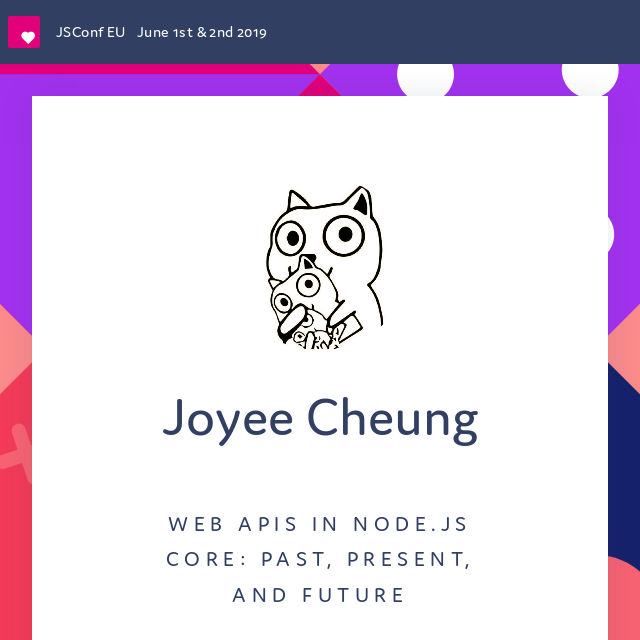 JSConf EU June 1st & 2nd 2019
Joyee Cheung
WEB APIS IN NODE.JS
CORE: PAST, PRESENT,
AND FUTURE